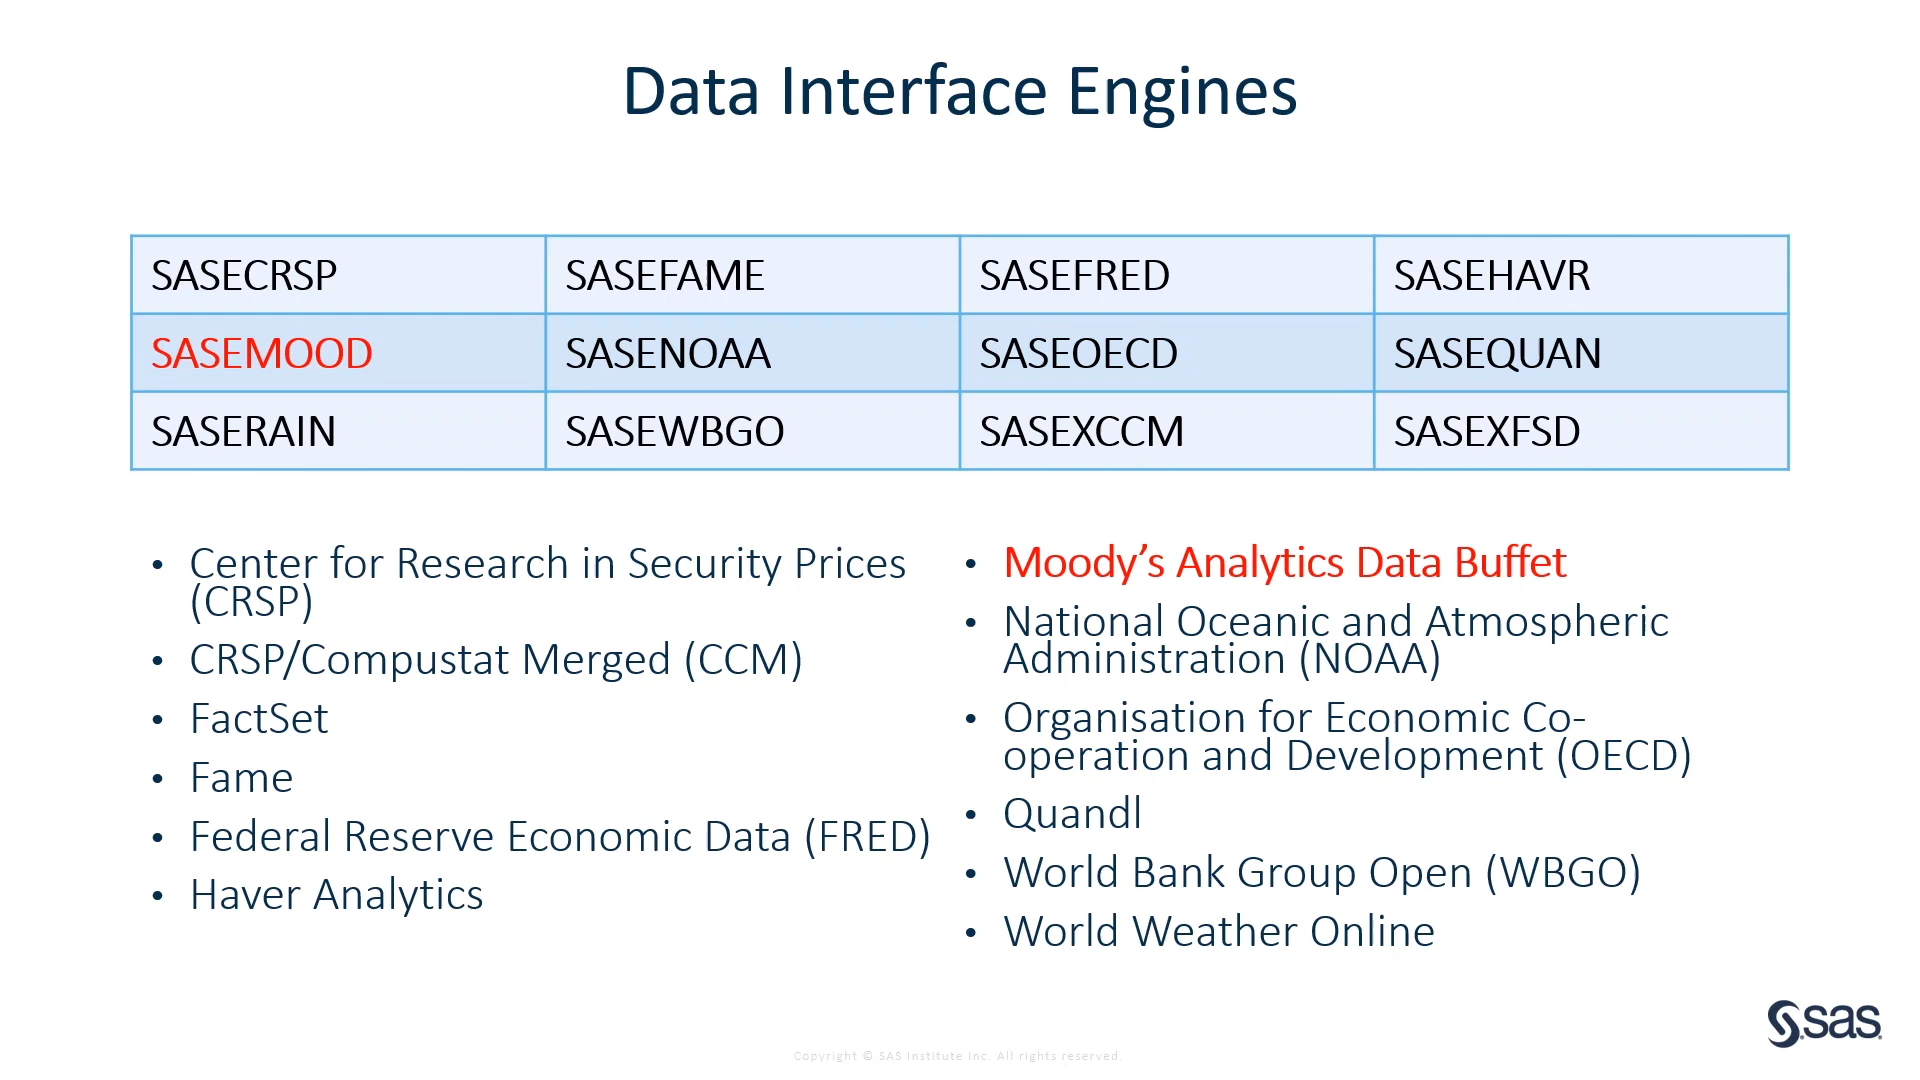 Data Interface Engines
SASECRSP SASEFAME SASEFRED SASEHAVR
SASEMOOD SASENOAA SASEOECD SASEQUAN
SASERAIN SASEWBGO SASEXCCM SASEXFSD
• Center for Research in Security Prices
(CRSP)
• CRSP/Compustat Merged (CCM)
• FactSet
• Fame
• Federal Reserve Economic Data (FRED)
• Haver Analytics
• Moody’s Analytics Data Buffet
• National Oceanic and Atmospheric
Administration (NOAA)
• Organisation for Economic Co-
operation and Development (OECD)
• Quandl
• World Bank Group Open (WBGO)
• World Weather Online
sas
Copyright © SAS Institute Inc. All rights reserved.